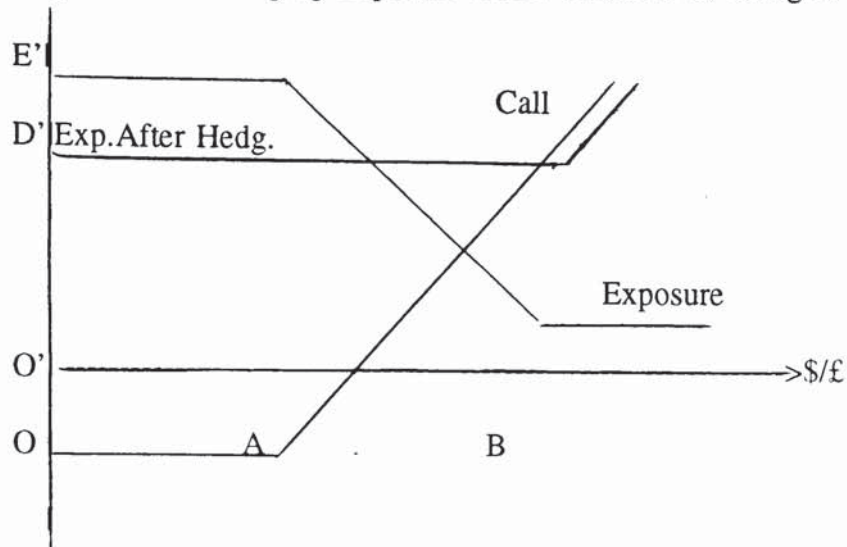 E'
Call
D' Exp.After Hedg.
Exposure
O'
$/£
O
A
B